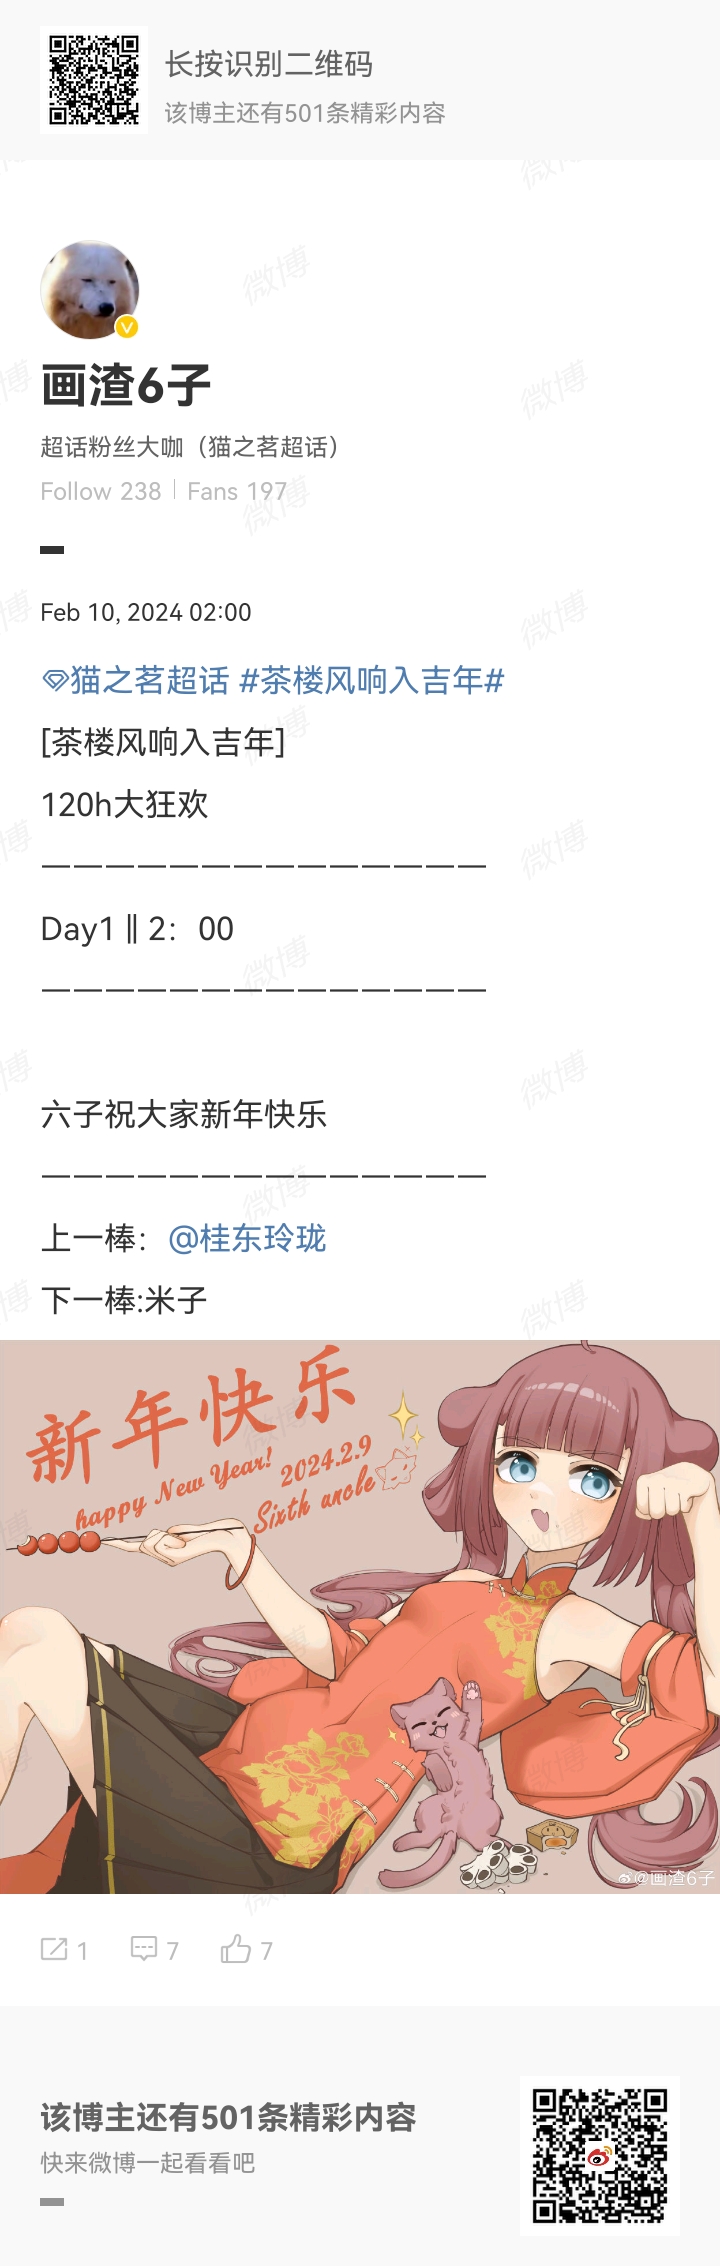 长按识别二维码
该博主还有501条精彩内容
画渣6子
超话粉丝大咖（猫之茗超话）
Follow 238 | Fans 197
Feb 10, 2024 02:00
猫之茗超话 #茶楼风响入吉年#
[茶楼风响入吉年]
120h大狂欢
——————————————
Day1 || 2：00
——————————————
六子祝大家新年快乐
——————————————
上一棒：@桂东玲珑
下一棒:米子
新年快乐
happy New Year!
2024.2.9
Sixth uncle
@画渣6子
1 7 7
该博主还有501条精彩内容
快来微博一起看看吧
微博